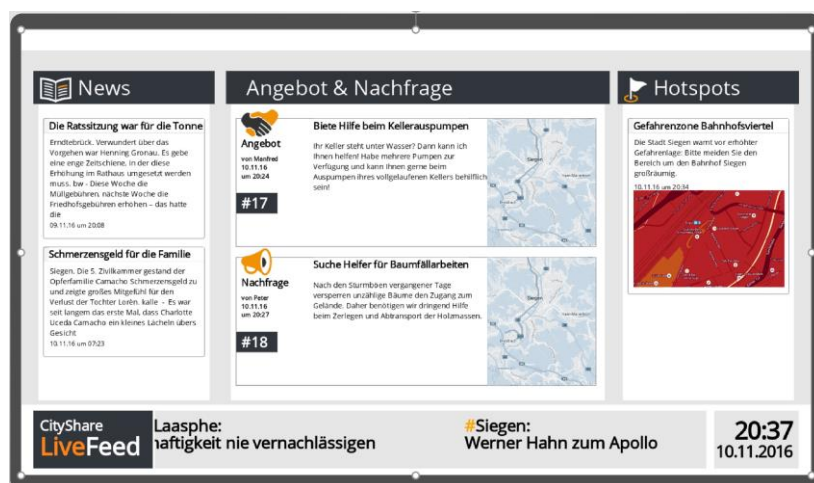 News
Die Ratssitzung war für die Tonne
Erndtebrück. Verwundert über das
Vorgehen war Henning Gronau. Es gebe
eine enge Zeitschiene, in der diese
Erhöhung im Rathaus umgesetzt werden
muss. bw - Diese Woche die
Müllgebühren, nächste Woche die
Friedhofsgebühren erhöhen – das hatte
die
09.11.16 um 20:08
Schmerzensgeld für die Familie
Siegen. Die 5. Zivilkammer gestand der
Opferfamilie Camacho Schmerzensgeld zu
und zeigte großes Mitgefühl für den
Verlust der Tochter Lorèn. kalle - Es war
seit langem das erste Mal, dass Charlotte
Uceda Camacho ein kleines Lächeln übers
Gesicht
10.11.16 um 07:23
Angebot & Nachfrage
Angebot
von Manfred
10.11.16
um 20:24
#17
Biete Hilfe beim Kellerauspumpen
Ihr Keller steht unter Wasser? Dann kann ich
Ihnen helfen! Habe mehrere Pumpen zur
Verfügung und kann Ihnen gerne beim
Auspumpen ihres vollgelaufenen Kellers behilflich
sein!
Siegen
Nachfrage
von Peter
10.11.16
um 20:27
#18
Suche Helfer für Baumfällarbeiten
Nach den Sturmböen vergangener Tage
versperren unzählige Bäume den Zugang zum
Gelände. Daher benötigen wir dringend Hilfe
beim Zerlegen und Abtransport der Holzmassen.
Siegen
Hotspots
Gefahrenzone Bahnhofsviertel
Die Stadt Siegen warnt vor erhöhter
Gefahrenlage: Bitte meiden Sie den
Bereich um den Bahnhof Siegen
großräumig.
10.11.16 um 20:34
CityShare
LiveFeed
Laasphe:
haftigkeit nie vernachlässigen
#Siegen:
Werner Hahn zum Apollo
20:37
10.11.2016